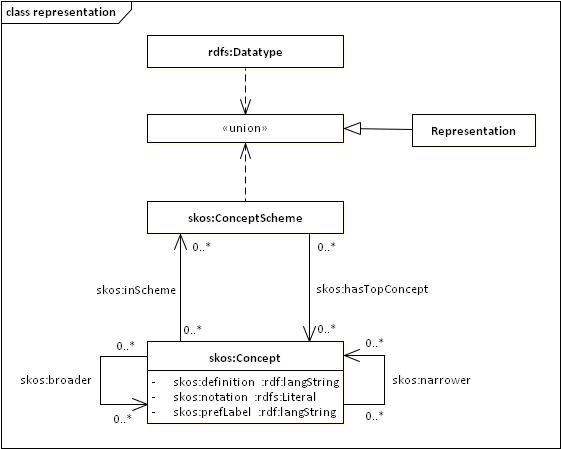 class representation
rdfs:Datatype
«union»
Representation
skos:ConceptScheme
0..*
0..*
skos:inScheme
skos:hasTopConcept
0..*
0..*
0..*
skos:Concept
0..*
skos:broader
- skos:definition :rdf:langString
- skos:notation :rdfs:Literal
- skos:prefLabel :rdf:langString
skos:narrower
0..*
0..*